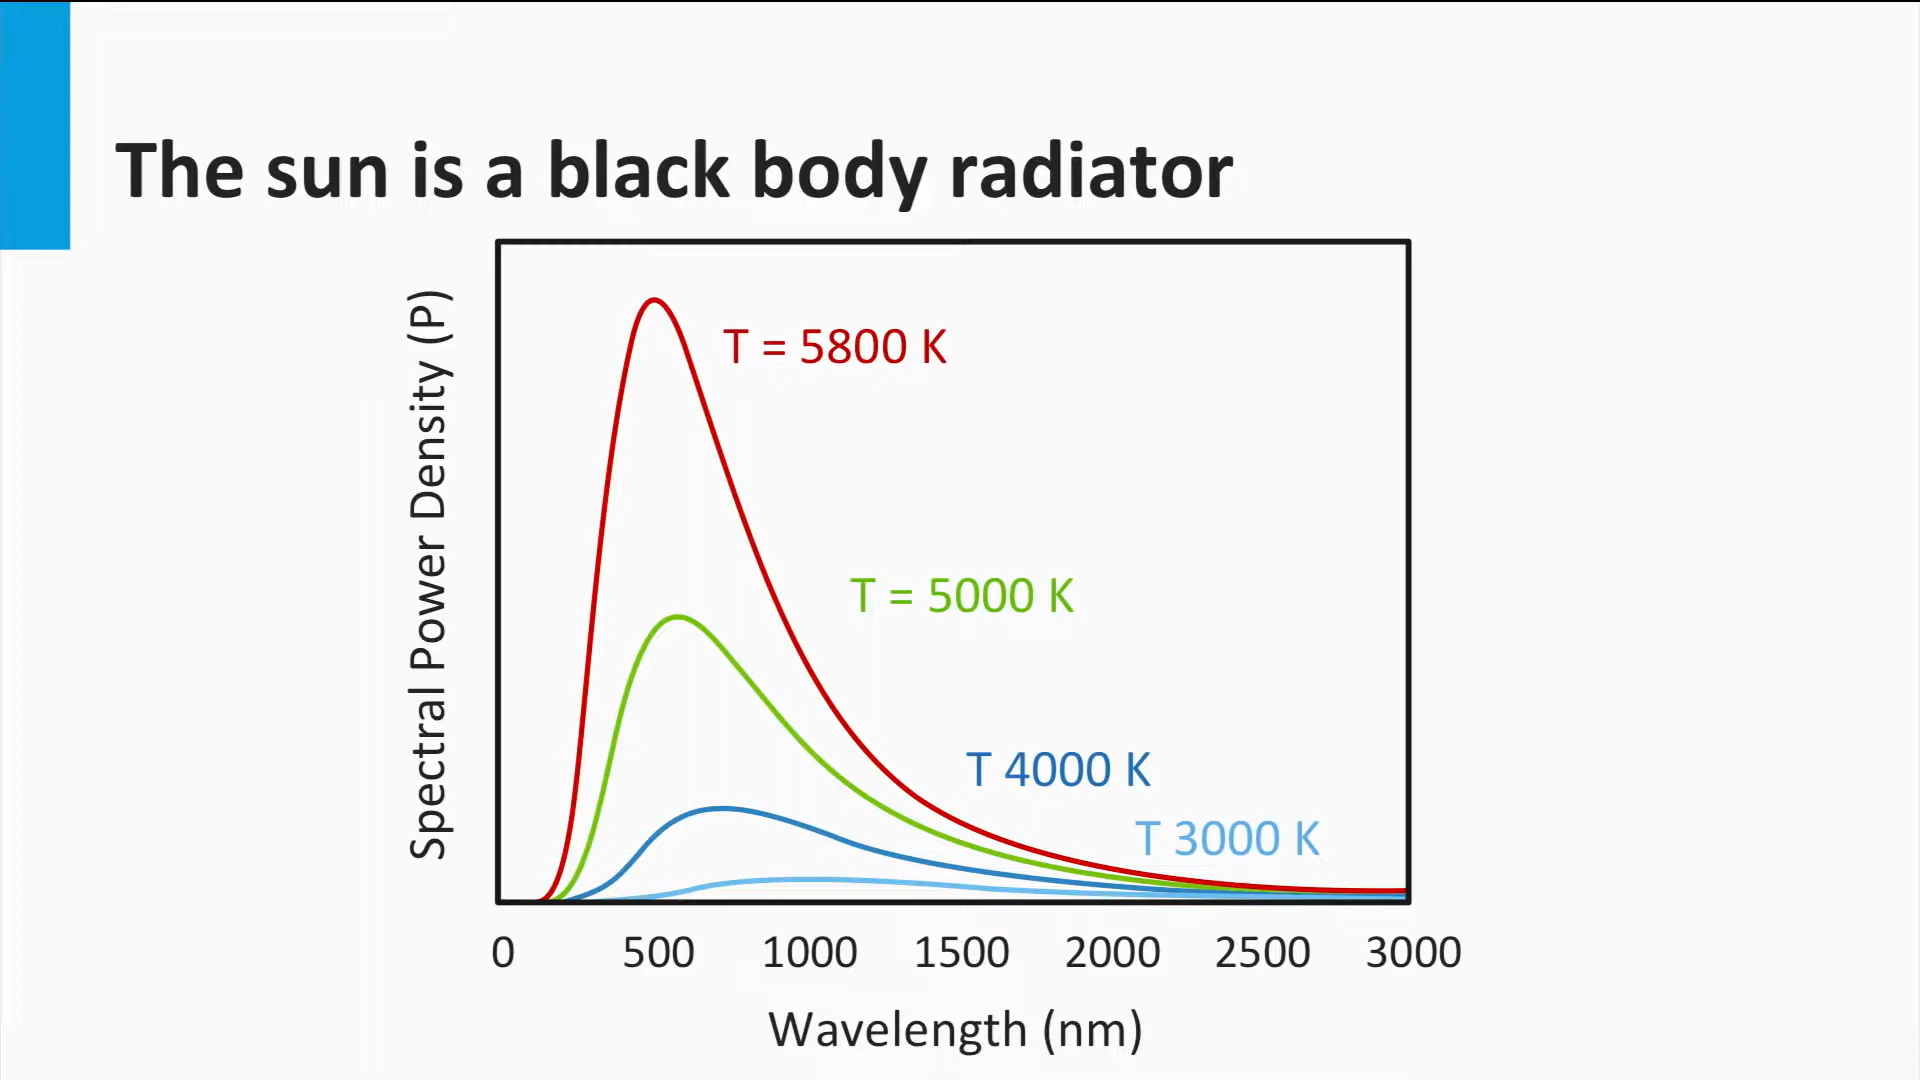 The sun is a black body radiator
Spectral Power Density (P)
T = 5800 K
T = 5000 K
T 4000 K
T 3000 K
0 500 1000 1500 2000 2500 3000
Wavelength (nm)